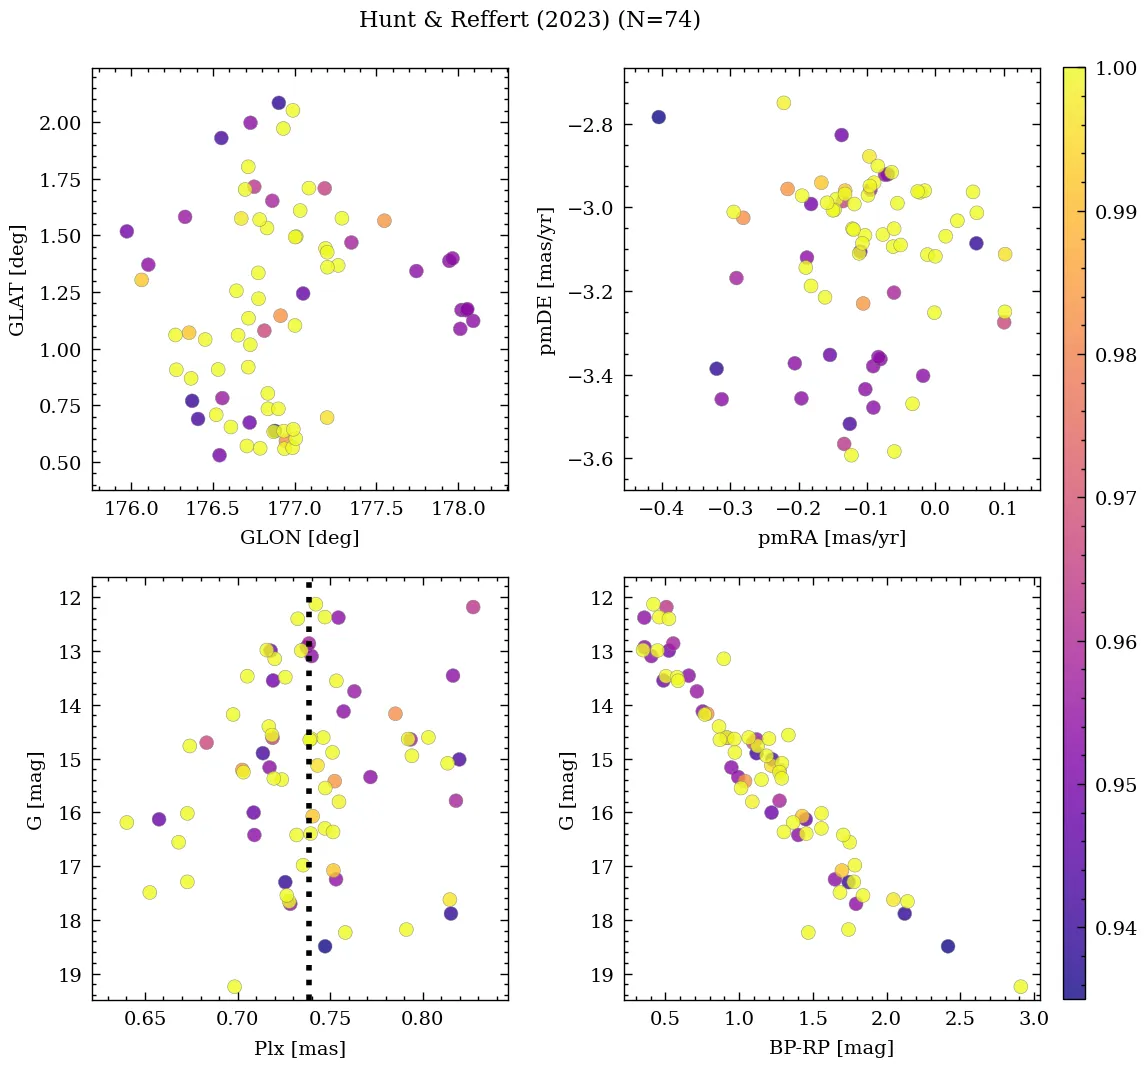 Hunt & Reffert (2023) (N=74)
GLAT [deg]
2.00
1.75
1.50
1.25
1.00
0.75
0.50
176.0 176.5 177.0 177.5 178.0
GLON [deg]
pmDE [mas/yr]
−2.8
−3.0
−3.2
−3.4
−3.6
−0.4 −0.3 −0.2 −0.1 0.0 0.1
pmRA [mas/yr]
1.00
0.99
0.98
0.97
0.96
0.95
0.94
G [mag]
12
13
14
15
16
17
18
19
0.65 0.70 0.75 0.80
Plx [mas]
G [mag]
12
13
14
15
16
17
18
19
0.5 1.0 1.5 2.0 2.5 3.0
BP-RP [mag]